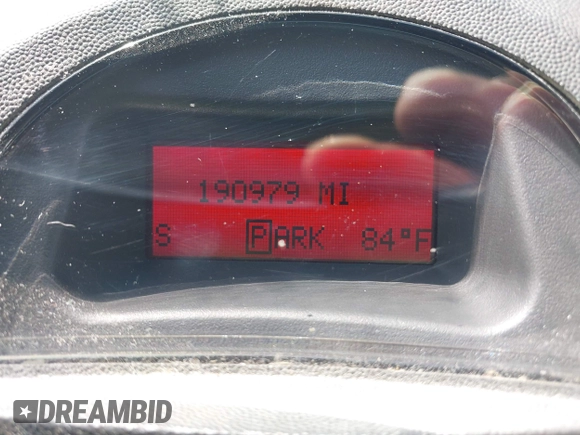 190979 MI
S PARK 84°F
DREAMBID